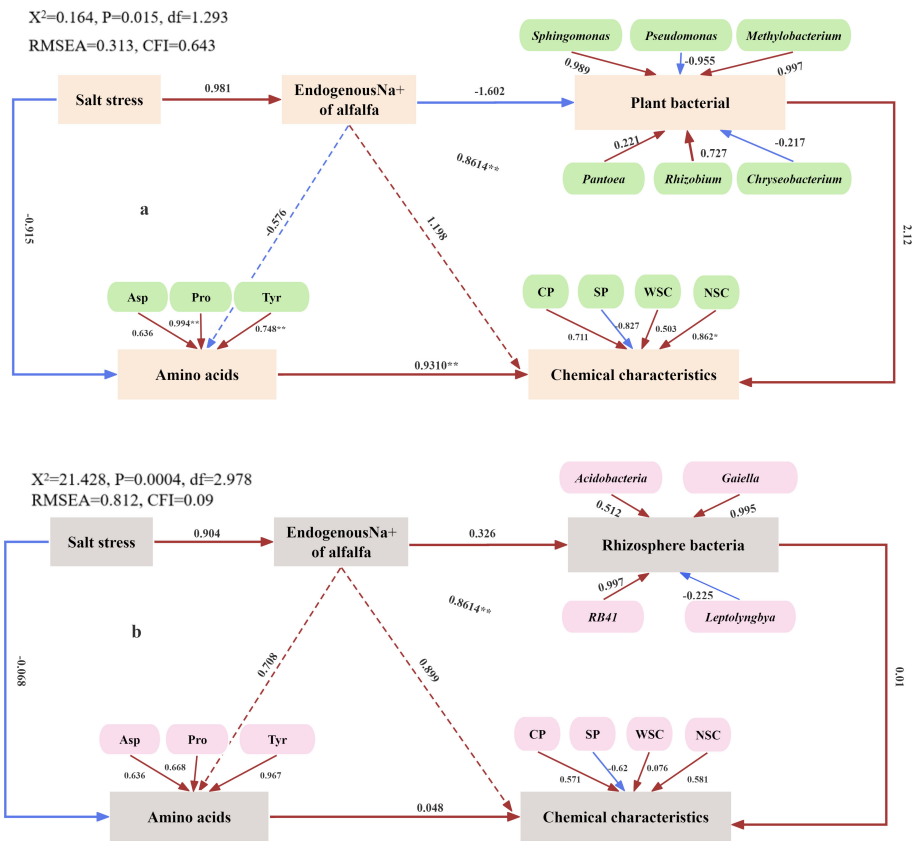 X²=0.164, P=0.015, df=1.293
RMSEA=0.313, CFI=0.643
Sphingomonas
Pseudomonas
Methylobacterium
0.989
-0.955
0.997
Salt stress
0.981
EndogenousNa+
of alfalfa
-1.602
Plant bacterial
0.221
0.727
-0.217
Pantoea
Rhizobium
Chryseobacterium
0.8614**
a
-0.915
-0.576
1.198
2.12
Asp
Pro
Tyr
0.636
0.994**
0.748**
CP
SP
WSC
NSC
0.711
-0.827
0.503
0.862*
Amino acids
0.9310**
Chemical characteristics
X²=21.428, P=0.0004, df=2.978
RMSEA=0.812, CFI=0.09
Acidobacteria
Gaiella
0.512
0.995
Salt stress
0.904
EndogenousNa+
of alfalfa
0.326
Rhizosphere bacteria
0.997
-0.225
RB41
Leptolyngbya
0.8614**
b
-0.068
0.708
0.899
0.01
Asp
Pro
Tyr
0.636
0.668
0.967
CP
SP
WSC
NSC
0.571
-0.62
0.076
0.581
Amino acids
0.048
Chemical characteristics